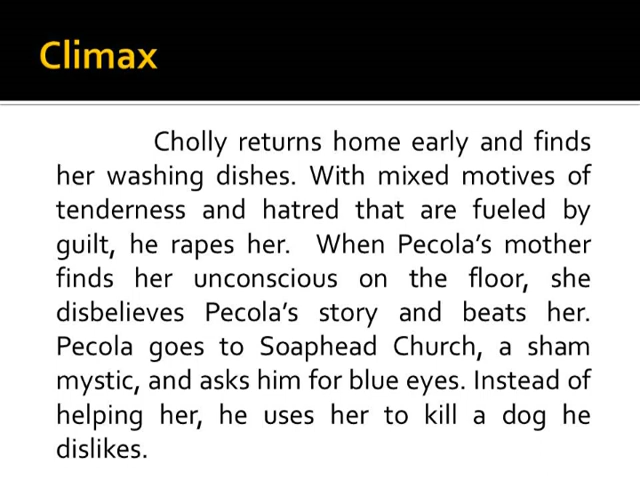 Climax
Cholly returns home early and finds
her washing dishes. With mixed motives of
tenderness and hatred that are fueled by
guilt, he rapes her. When Pecola's mother
finds her unconscious on the floor, she
disbelieves Pecola's story and beats her.
Pecola goes to Soaphead Church, a sham
mystic, and asks him for blue eyes. Instead of
helping her, he uses her to kill a dog he
dislikes.